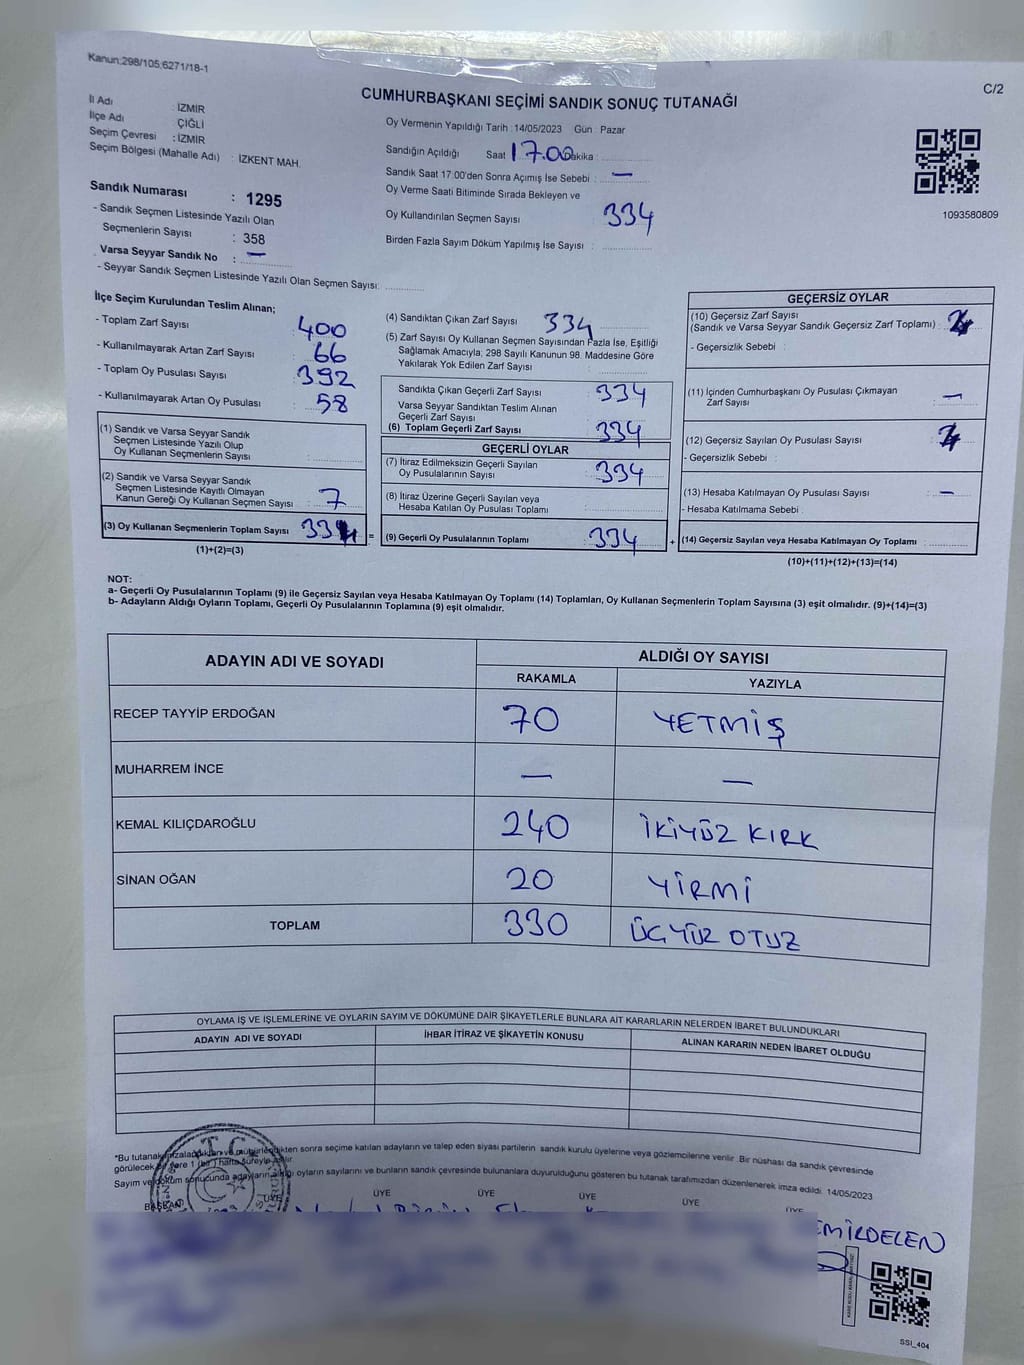 Kanun:298/105;6271/18-1
C/2
CUMHURBAŞKANI SEÇİMİ SANDIK SONUÇ TUTANAĞI
İl Adı : İZMİR
İlçe Adı : ÇİĞLİ
Seçim Çevresi : İZMİR
Seçim Bölgesi (Mahalle Adı) : İZKENT MAH.
Sandık Numarası : 1295
- Sandık Seçmen Listesinde Yazılı Olan
Seçmenlerin Sayısı : 358
Varsa Seyyar Sandık No : —
- Seyyar Sandık Seçmen Listesinde Yazılı Olan Seçmen Sayısı:
Oy Vermenin Yapıldığı Tarih :14/05/2023 Gün : Pazar
Sandığın Açıldığı Saat 17.00 Dakika :
Sandık Saat 17:00'den Sonra Açımış İse Sebebi : —
Oy Verme Saati Bitiminde Sırada Bekleyen ve
Oy Kullandırılan Seçmen Sayısı 334
Birden Fazla Sayım Döküm Yapılmış İse Sayısı :
1093580809
İlçe Seçim Kurulundan Teslim Alınan;
- Toplam Zarf Sayısı : 400
- Kullanılmayarak Artan Zarf Sayısı : 66
- Toplam Oy Pusulası Sayısı : 392
- Kullanılmayarak Artan Oy Pusulası : 58
(1) Sandık ve Varsa Seyyar Sandık
Seçmen Listesinde Yazılı Olup
Oy Kullanan Seçmenlerin Sayısı :
(2) Sandık ve Varsa Seyyar Sandık
Seçmen Listesinde Kayıtlı Olmayan
Kanun Gereği Oy Kullanan Seçmen Sayısı : 7
(3) Oy Kullanan Seçmenlerin Toplam Sayısı 334 =
(1)+(2)=(3)
(4) Sandıktan Çıkan Zarf Sayısı 334
(5) Zarf Sayısı Oy Kullanan Seçmen Sayısından Fazla İse, Eşitliği
Sağlamak Amacıyla; 298 Sayılı Kanunun 98. Maddesine Göre
Yakılarak Yok Edilen Zarf Sayısı :
Sandıkta Çıkan Geçerli Zarf Sayısı : 334
Varsa Seyyar Sandıktan Teslim Alınan
Geçerli Zarf Sayısı :
(6) Toplam Geçerli Zarf Sayısı : 334
GEÇERLİ OYLAR
(7) İtiraz Edilmeksizin Geçerli Sayılan
Oy Pusulalarının Sayısı : 334
(8) İtiraz Üzerine Geçerli Sayılan veya
Hesaba Katılan Oy Pusulası Toplamı :
(9) Geçerli Oy Pusulalarının Toplamı : 334 +
GEÇERSİZ OYLAR
(10) Geçersiz Zarf Sayısı
(Sandık ve Varsa Seyyar Sandık Geçersiz Zarf Toplamı) :
- Geçersizlik Sebebi :
(11) İçinden Cumhurbaşkanı Oy Pusulası Çıkmayan
Zarf Sayısı : —
(12) Geçersiz Sayılan Oy Pusulası Sayısı :
- Geçersizlik Sebebi :
(13) Hesaba Katılmayan Oy Pusulası Sayısı : —
- Hesaba Katılmama Sebebi :
(14) Geçersiz Sayılan veya Hesaba Katılmayan Oy Toplamı :
(10)+(11)+(12)+(13)=(14)
NOT:
a- Geçerli Oy Pusulalarının Toplamı (9) ile Geçersiz Sayılan veya Hesaba Katılmayan Oy Toplamı (14) Toplamları, Oy Kullanan Seçmenlerin Toplam Sayısına (3) eşit olmalıdır. (9)+(14)=(3)
b- Adayların Aldığı Oyların Toplamı, Geçerli Oy Pusulalarının Toplamına (9) eşit olmalıdır.
ADAYIN ADI VE SOYADI
ALDIĞI OY SAYISI
RAKAMLA YAZIYLA
RECEP TAYYİP ERDOĞAN 70 YETMİŞ
MUHARREM İNCE — —
KEMAL KILIÇDAROĞLU 240 İKİYÜZ KIRK
SİNAN OĞAN 20 YİRMİ
TOPLAM 330 ÜÇYÜZ OTUZ
OYLAMA İŞ VE İŞLEMLERİNE VE OYLARIN SAYIM VE DÖKÜMÜNE DAİR ŞİKAYETLERLE BUNLARA AİT KARARLARIN NELERDEN İBARET BULUNDUKLARI
ADAYIN ADI VE SOYADI İHBAR İTİRAZ VE ŞİKAYETİN KONUSU ALINAN KARARIN NEDEN İBARET OLDUĞU
*Bu tutanak sonra seçime katılan adayların ve talep eden siyasi partilerin sandık kurulu üyelerine veya gözlemcilerine verilir. Bir nüshası da sandık çevresinde
görülecek bir yere 1 (bir) hafta süreyle asılır.
Sayım ve döküm sonucunda adayların aldığı oyların sayılarını ve bunların sandık çevresinde bulunanlara duyurulduğunu gösteren bu tutanak tarafımızdan düzenlenerek imza edildi. 14/05/2023
T.C.
BAŞKAN ÜYE ÜYE ÜYE ÜYE ÜYE ÜYE
SSI_404